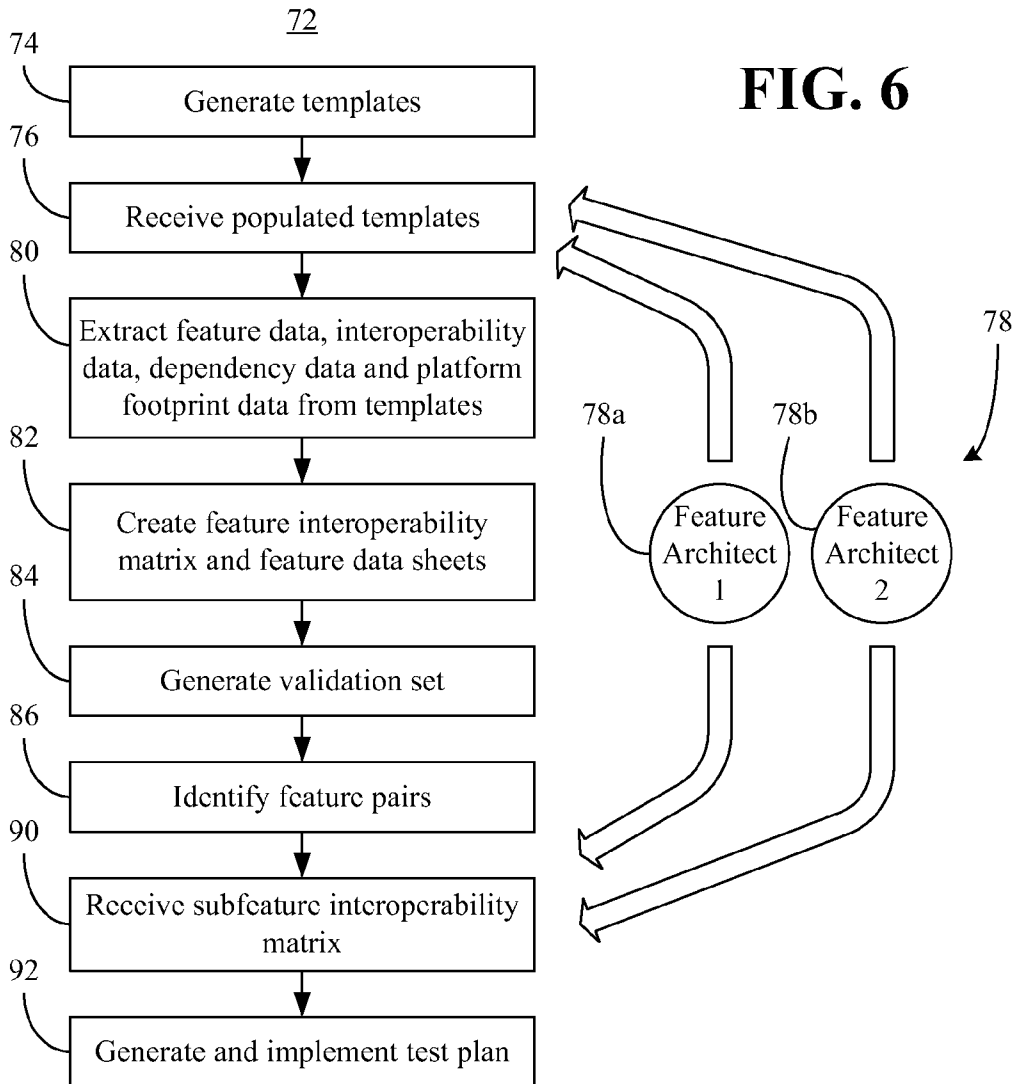 72
FIG. 6
74
Generate templates
76
Receive populated templates
80
Extract feature data, interoperability
data, dependency data and platform
footprint data from templates
78
78a
78b
82
Create feature interoperability
matrix and feature data sheets
Feature
Architect
1
Feature
Architect
2
84
Generate validation set
86
Identify feature pairs
90
Receive subfeature interoperability
matrix
92
Generate and implement test plan